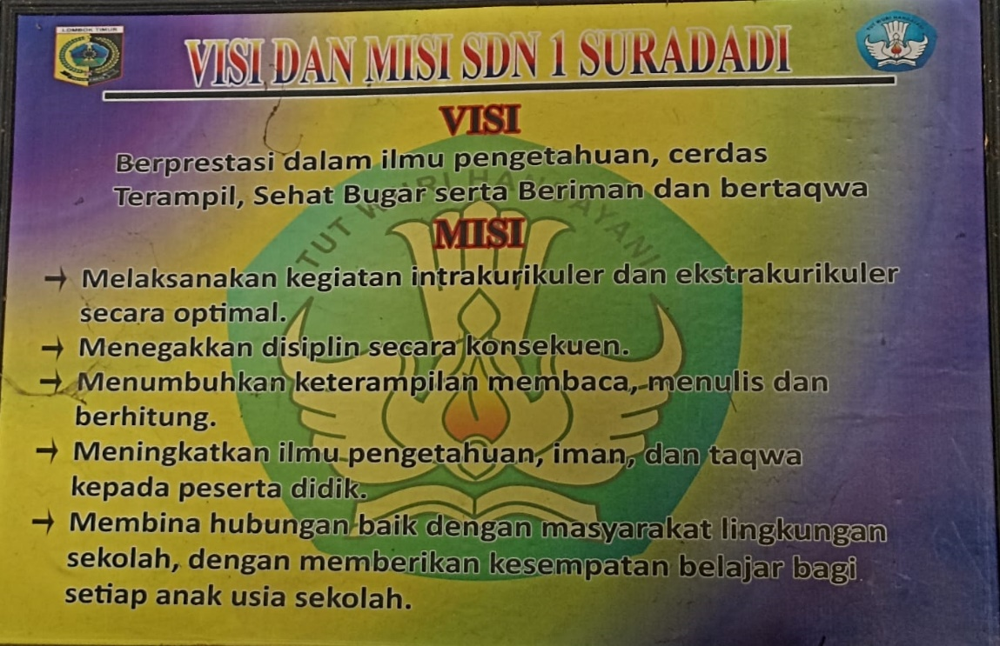 LOMBOK TIMUR
VISI DAN MISI SDN 1 SURADADI
TUT WURI HANDAYANI
VISI
Berprestasi dalam ilmu pengetahuan, cerdas
Terampil, Sehat Bugar serta Beriman dan bertaqwa
TUT WURI HANDAYANI
MISI
→ Melaksanakan kegiatan intrakurikuler dan ekstrakurikuler
secara optimal.
→ Menegakkan disiplin secara konsekuen.
→ Menumbuhkan keterampilan membaca, menulis dan
berhitung.
→ Meningkatkan ilmu pengetahuan, iman, dan taqwa
kepada peserta didik.
→ Membina hubungan baik dengan masyarakat lingkungan
sekolah, dengan memberikan kesempatan belajar bagi
setiap anak usia sekolah.